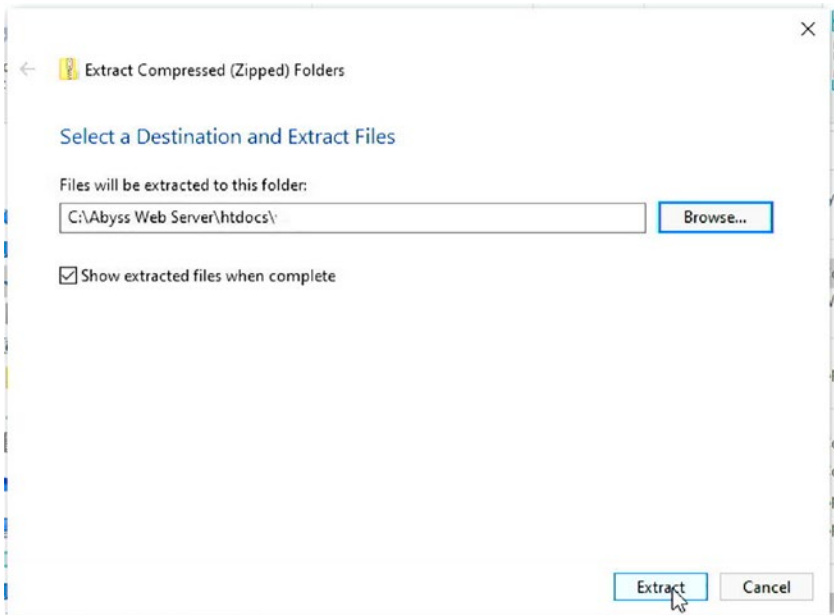 Extract Compressed (Zipped) Folders
Select a Destination and Extract Files
Files will be extracted to this folder:
C:\Abyss Web Server\htdocs\
Browse...
Show extracted files when complete
Extract
Cancel